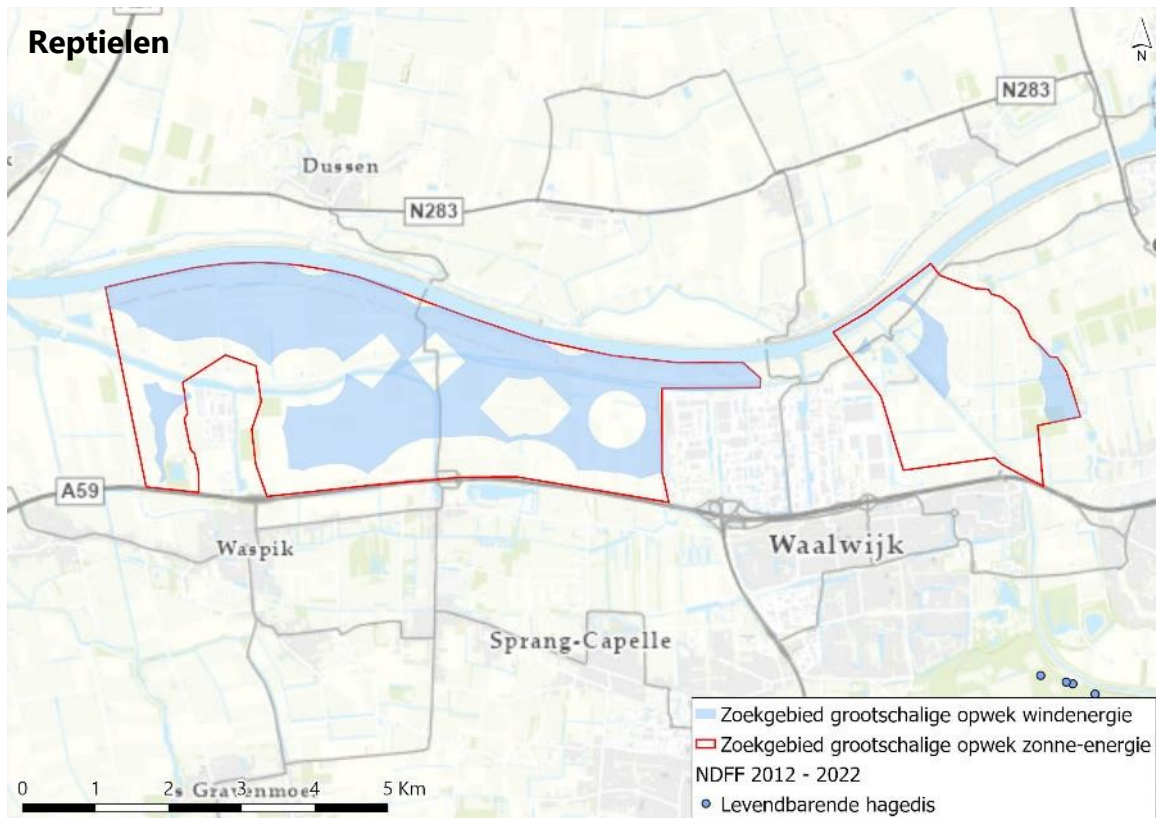 Reptielen
N
N283
Dussen
N283
A59
Waspik
Waalwijk
Sprang-Capelle
s Gravenmoer
Zoekgebied grootschalige opwek windenergie
Zoekgebied grootschalige opwek zonne-energie
NDFF 2012 - 2022
Levendbarende hagedis
0 1 2 3 4 5 Km